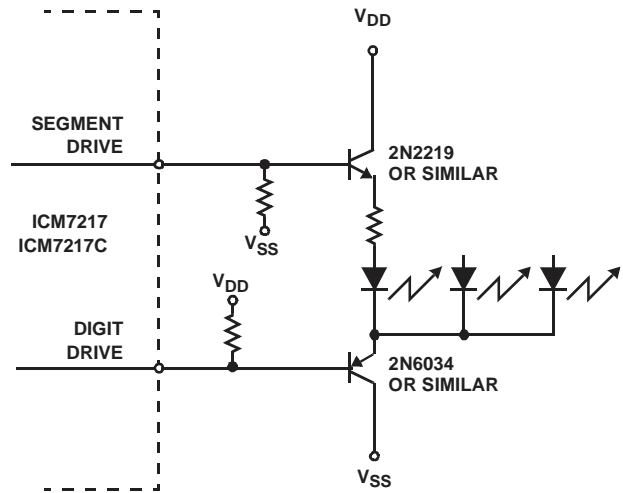 VDD
SEGMENT
DRIVE
2N2219
OR SIMILAR
ICM7217
ICM7217C
VSS
VDD
DIGIT
DRIVE
2N6034
OR SIMILAR
VSS